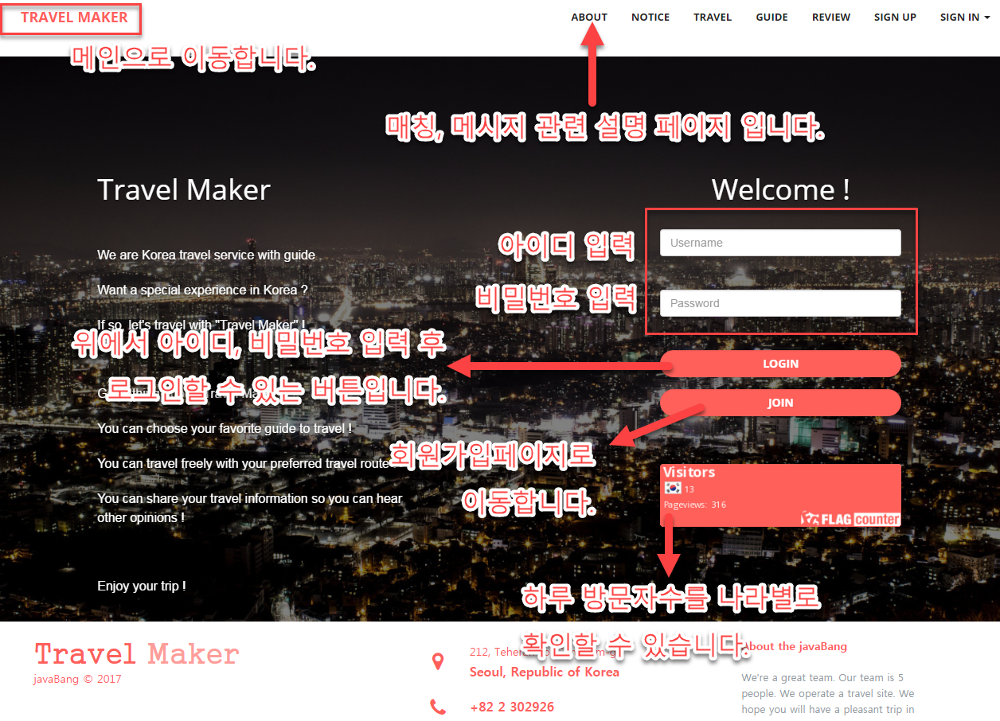 TRAVEL MAKER
ABOUT NOTICE TRAVEL GUIDE REVIEW SIGN UP SIGN IN
메인으로 이동합니다.
매칭, 메시지 관련 설명 페이지 입니다.
Travel Maker
We are Korea travel service with guide .
Want a special experience in Korea ?
If so, let's travel with "Travel Maker" !
위에서 아이디, 비밀번호 입력 후
로그인할 수 있는 버튼입니다.
You can choose your favorite guide to travel !
You can travel freely with your preferred travel route
You can share your travel information so you can hear
other opinions !
Enjoy your trip !
Welcome !
아이디 입력
Username
비밀번호 입력
Password
LOGIN
JOIN
회원가입페이지로
이동합니다.
Visitors
13
Pageviews: 316
FLAG counter
하루 방문자수를 나라별로
확인할 수 있습니다.
Travel Maker
javaBang © 2017
212,
Seoul, Republic of Korea
+82 2 302926
About the javaBang
We're a great team. Our team is 5
people. We operate a travel site. We
hope you will have a pleasant trip in